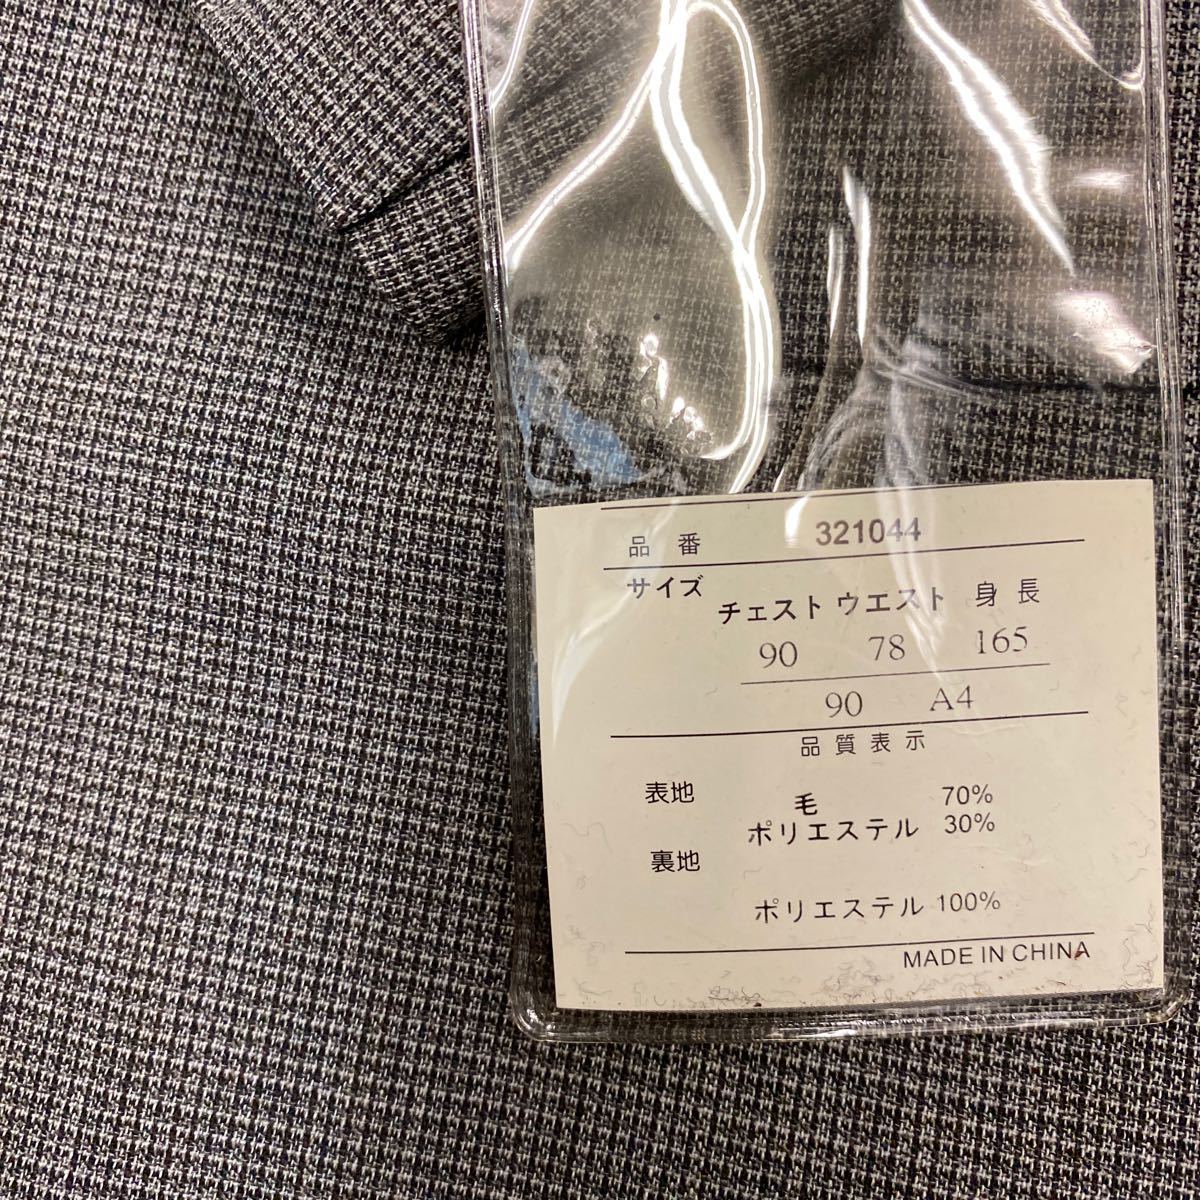 品番 321044
サイズ
チェスト ウエスト 身長
90 78 165
90 A4
品質表示
表地 毛 70%
ポリエステル 30%
裏地
ポリエステル 100%
MADE IN CHINA